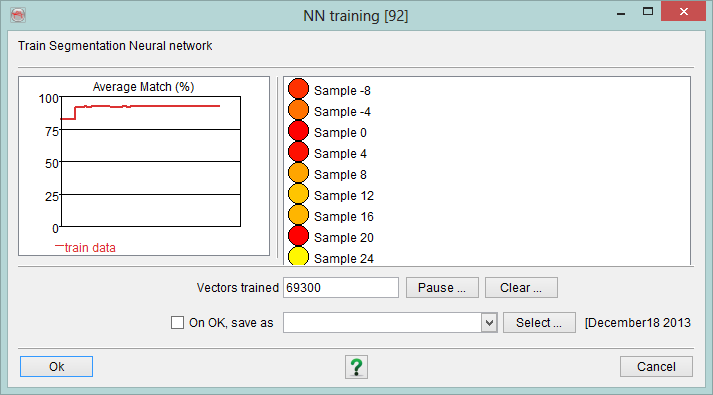 NN training [92]
Train Segmentation Neural network
Average Match (%)
100
75
50
25
0
train data
Sample -8
Sample -4
Sample 0
Sample 4
Sample 8
Sample 12
Sample 16
Sample 20
Sample 24
Vectors trained 69300 Pause ... Clear ...
On OK, save as Select ... [December18 2013
Ok ? Cancel